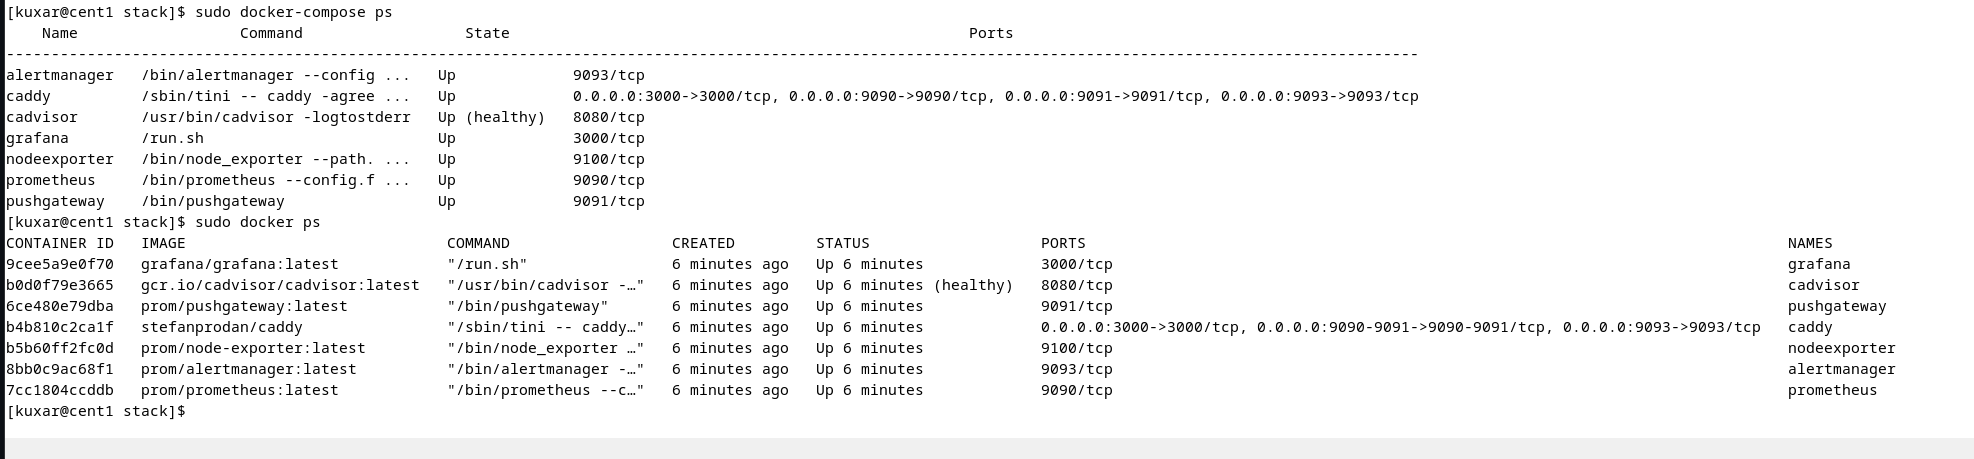 [kuxar@cent1 stack]$ sudo docker-compose ps
    Name                  Command                  State                                                   Ports
-------------------------------------------------------------------------------------------------------------------------------------------------------------
alertmanager   /bin/alertmanager --config ...   Up             9093/tcp
caddy          /sbin/tini -- caddy -agree ...   Up             0.0.0.0:3000->3000/tcp, 0.0.0.0:9090->9090/tcp, 0.0.0.0:9091->9091/tcp, 0.0.0.0:9093->9093/tcp
cadvisor       /usr/bin/cadvisor -logtostderr   Up (healthy)   8080/tcp
grafana        /run.sh                          Up             3000/tcp
nodeexporter   /bin/node_exporter --path. ...   Up             9100/tcp
prometheus     /bin/prometheus --config.f ...   Up             9090/tcp
pushgateway    /bin/pushgateway                 Up             9091/tcp
[kuxar@cent1 stack]$ sudo docker ps
CONTAINER ID   IMAGE                             COMMAND                  CREATED         STATUS                   PORTS                                                                              NAMES
9cee5a9e0f70   grafana/grafana:latest            "/run.sh"                6 minutes ago   Up 6 minutes             3000/tcp                                                                           grafana
b0d0f79e3665   gcr.io/cadvisor/cadvisor:latest   "/usr/bin/cadvisor -…"   6 minutes ago   Up 6 minutes (healthy)   8080/tcp                                                                           cadvisor
6ce480e79dba   prom/pushgateway:latest           "/bin/pushgateway"       6 minutes ago   Up 6 minutes             9091/tcp                                                                           pushgateway
b4b810c2ca1f   stefanprodan/caddy                "/sbin/tini -- caddy…"   6 minutes ago   Up 6 minutes             0.0.0.0:3000->3000/tcp, 0.0.0.0:9090-9091->9090-9091/tcp, 0.0.0.0:9093->9093/tcp   caddy
b5b60ff2fc0d   prom/node-exporter:latest         "/bin/node_exporter …"   6 minutes ago   Up 6 minutes             9100/tcp                                                                           nodeexporter
8bb0c9ac68f1   prom/alertmanager:latest          "/bin/alertmanager -…"   6 minutes ago   Up 6 minutes             9093/tcp                                                                           alertmanager
7cc1804ccddb   prom/prometheus:latest            "/bin/prometheus --c…"   6 minutes ago   Up 6 minutes             9090/tcp                                                                           prometheus
[kuxar@cent1 stack]$